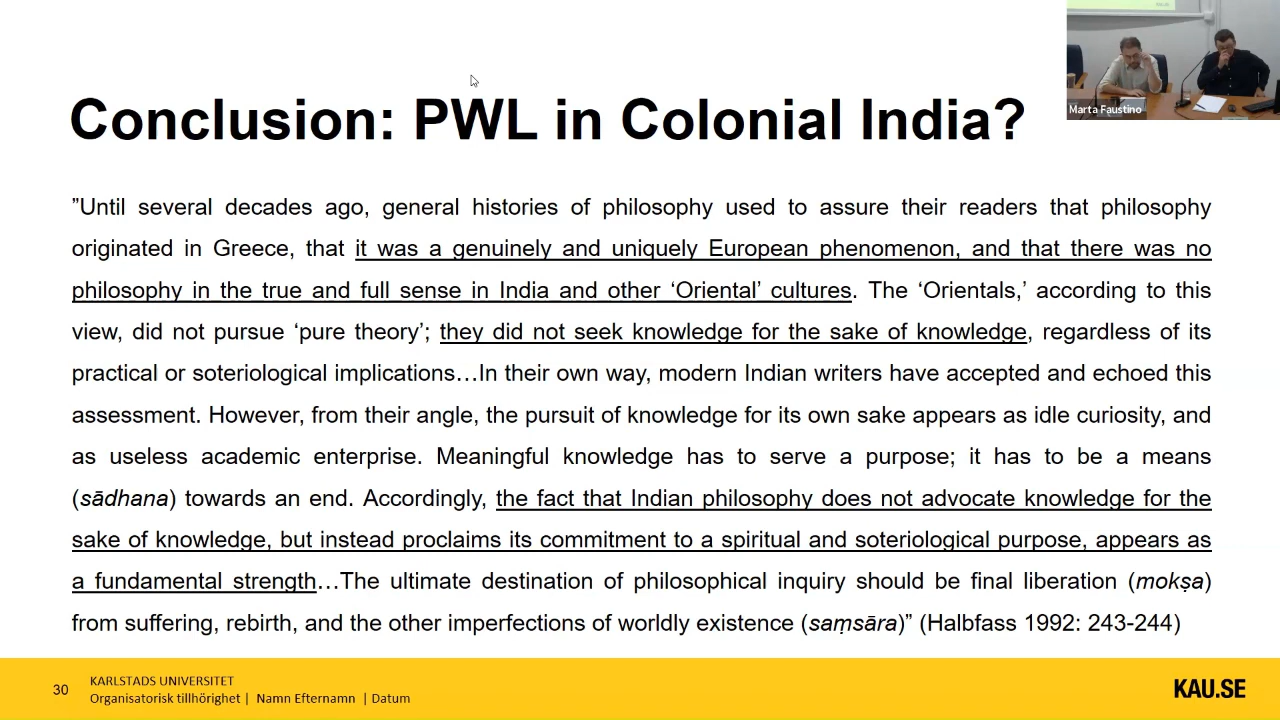 Conclusion: PWL in Colonial India?
Marta Faustino
”Until several decades ago, general histories of philosophy used to assure their readers that philosophy
originated in Greece, that it was a genuinely and uniquely European phenomenon, and that there was no
philosophy in the true and full sense in India and other ‘Oriental’ cultures. The ‘Orientals,’ according to this
view, did not pursue ‘pure theory’; they did not seek knowledge for the sake of knowledge, regardless of its
practical or soteriological implications…In their own way, modern Indian writers have accepted and echoed this
assessment. However, from their angle, the pursuit of knowledge for its own sake appears as idle curiosity, and
as useless academic enterprise. Meaningful knowledge has to serve a purpose; it has to be a means
(sādhana) towards an end. Accordingly, the fact that Indian philosophy does not advocate knowledge for the
sake of knowledge, but instead proclaims its commitment to a spiritual and soteriological purpose, appears as
a fundamental strength…The ultimate destination of philosophical inquiry should be final liberation (mokṣa)
from suffering, rebirth, and the other imperfections of worldly existence (saṃsāra)” (Halbfass 1992: 243-244)
30
KARLSTADS UNIVERSITET
Organisatorisk tillhörighet | Namn Efternamn | Datum
KAU.SE